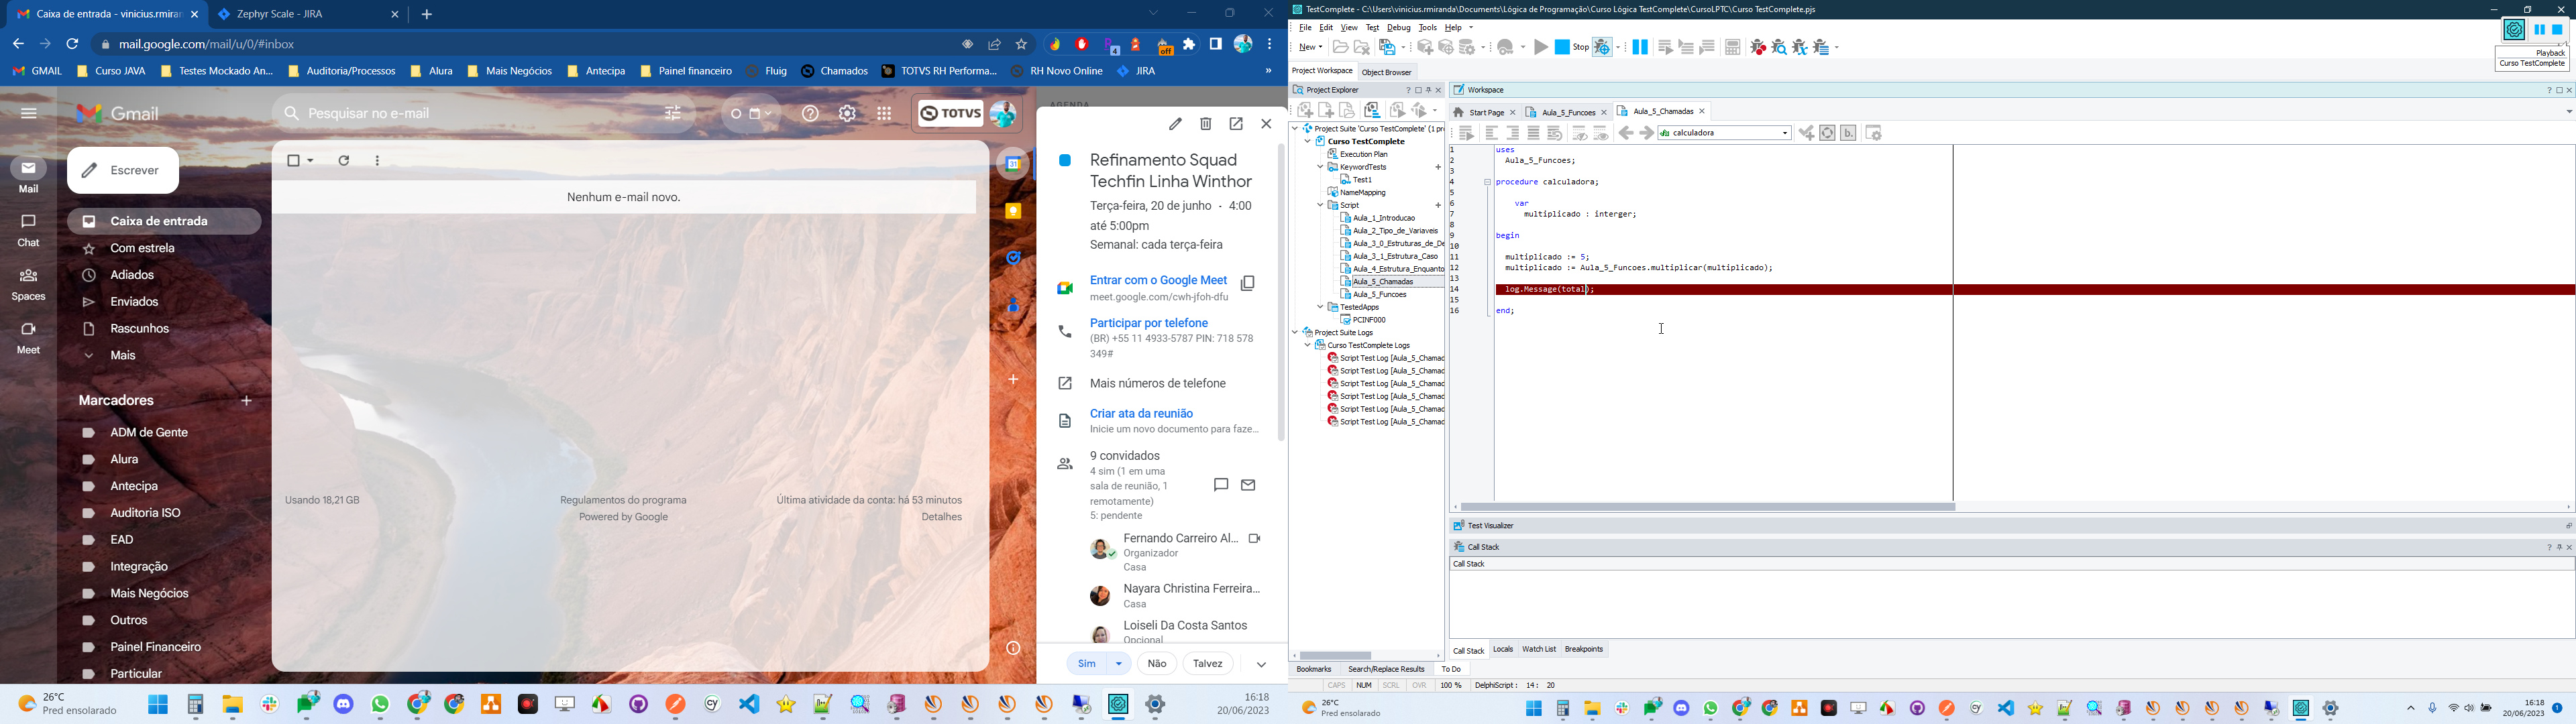 Caixa de entrada - vinicius.rmiran
Zephyr Scale - JIRA
mail.google.com/mail/u/0/#inbox
4
off
GMAIL
Curso JAVA
Testes Mockado An...
Auditoria/Processos
Alura
Mais Negócios
Antecipa
Painel financeiro
Fluig
Chamados
TOTVS RH Performa...
RH Novo Online
JIRA
»
Gmail
Pesquisar no e-mail
TOTVS
Mail
Chat
Spaces
Meet
Escrever
Caixa de entrada
Com estrela
Adiados
Enviados
Rascunhos
Mais
Marcadores
ADM de Gente
Alura
Antecipa
Auditoria ISO
EAD
Integração
Mais Negócios
Outros
Painel Financeiro
Particular
Nenhum e-mail novo.
Usando 18,21 GB
Regulamentos do programa
Powered by Google
Última atividade da conta: há 53 minutos
Detalhes
31
AGENDA
Refinamento Squad
Techfin Linha Winthor
Terça-feira, 20 de junho · 4:00
até 5:00pm
Semanal: cada terça-feira
Entrar com o Google Meet
meet.google.com/cwh-jfoh-dfu
Participar por telefone
(BR) +55 11 4933-5787 PIN: 718 578
349#
Mais números de telefone
Criar ata da reunião
Inicie um novo documento para faze...
9 convidados
4 sim (1 em uma
sala de reunião, 1
remotamente)
5: pendente
Fernando Carreiro Al...
Organizador
Casa
Nayara Christina Ferreira...
Casa
Loiseli Da Costa Santos
Opcional
Sim
Não
Talvez
26°C
Pred ensolarado
16:18
20/06/2023
TestComplete - C:\Users\vinicius.rmiranda\Documents\Lógica de Programação\Curso Lógica TestComplete\CursoLPTC\Curso TestComplete.pjs
File Edit View Test Debug Tools Help
New
Stop
Playback
Curso TestComplete
Project Workspace
Object Browser
Project Explorer
Project Suite 'Curso TestComplete' (1 pro
Curso TestComplete
Execution Plan
KeywordTests
Test1
NameMapping
Script
Aula_1_Introducao
Aula_2_Tipo_de_Variaveis
Aula_3_0_Estruturas_de_De
Aula_3_1_Estrutura_Caso
Aula_4_Estrutura_Enquanto
Aula_5_Chamadas
Aula_5_Funcoes
TestedApps
PCINF000
Project Suite Logs
Curso TestComplete Logs
Script Test Log [Aula_5_Chamad
Script Test Log [Aula_5_Chamad
Script Test Log [Aula_5_Chamad
Script Test Log [Aula_5_Chamad
Script Test Log [Aula_5_Chamad
Script Test Log [Aula_5_Chamad
Workspace
Start Page
Aula_5_Funcoes
Aula_5_Chamadas
calculadora
1 uses
2 Aula_5_Funcoes;
3
4 procedure calculadora;
5
6 var
7 multiplicado : interger;
8
9 begin
10
11 multiplicado := 5;
12 multiplicado := Aula_5_Funcoes.multiplicar(multiplicado);
13
14 log.Message(total);
15
16 end;
Test Visualizer
Call Stack
Call Stack
Call Stack
Locals
Watch List
Breakpoints
Bookmarks
Search/Replace Results
To Do
CAPS
NUM
SCRL
OVR
100 %
DelphiScript :
14: 20
26°C
Pred ensolarado
16:18
20/06/2023
1